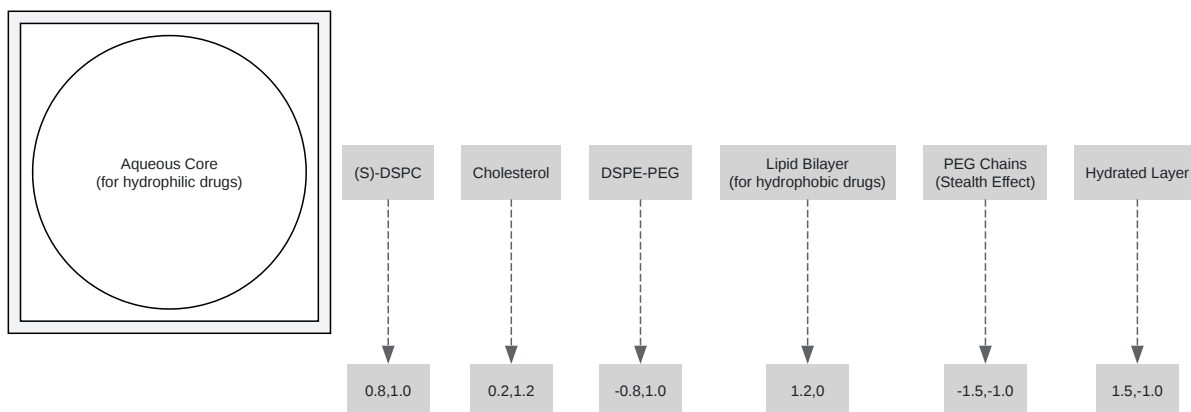 Aqueous Core
(for hydrophilic drugs)
(S)-DSPC
Cholesterol
DSPE-PEG
Lipid Bilayer
(for hydrophobic drugs)
PEG Chains
(Stealth Effect)
Hydrated Layer
0.8,1.0
0.2,1.2
-0.8,1.0
1.2,0
-1.5,-1.0
1.5,-1.0